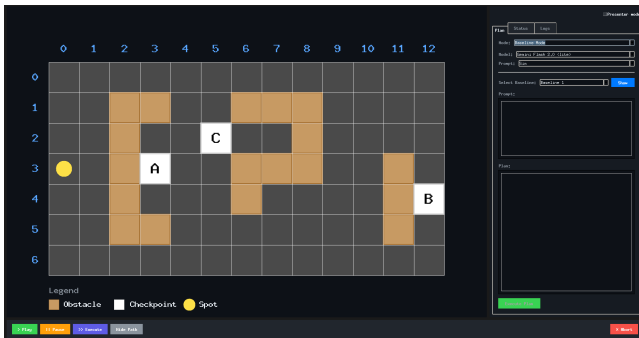 Presenter mode
Plan Status Logs
0 1 2 3 4 5 6 7 8 9 10 11 12
Mode: Baseline Mode
Model: Gemini Flash 2.0 (lite)
Prompt:
0
Select Baseline: Baseline 1 Show
Prompt:
1
2 C
3 A
Plan:
4 B
5
6
Legend
Obstacle Checkpoint Spot
Play Pause >> Execute Hide Path